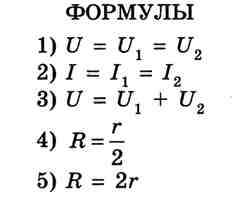 ФОРМУЛЫ
1) U = U₁ = U₂
2) I = I₁ = I₂
3) U = U₁ + U₂
4) R = r/2
5) R = 2r